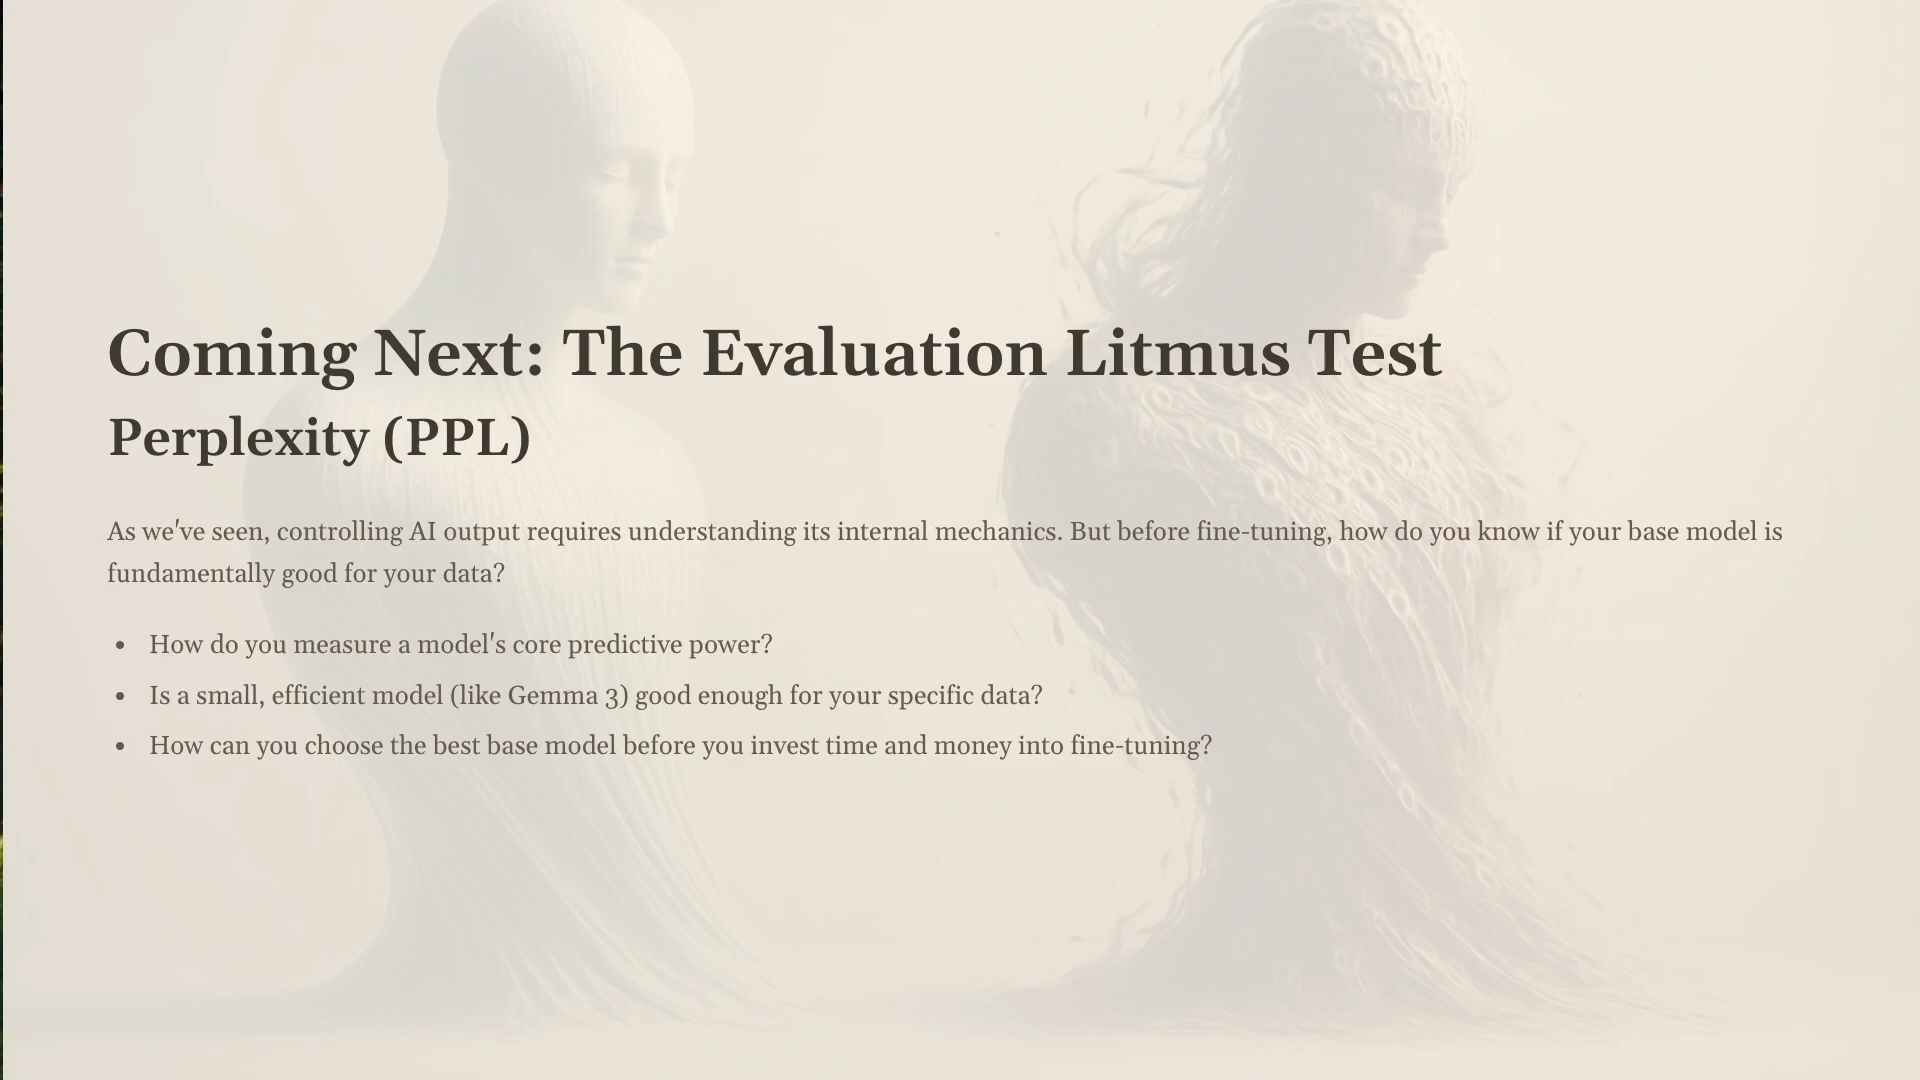 Coming Next: The Evaluation Litmus Test
Perplexity (PPL)
As we've seen, controlling AI output requires understanding its internal mechanics. But before fine-tuning, how do you know if your base model is
fundamentally good for your data?
• How do you measure a model's core predictive power?
• Is a small, efficient model (like Gemma 3) good enough for your specific data?
• How can you choose the best base model before you invest time and money into fine-tuning?